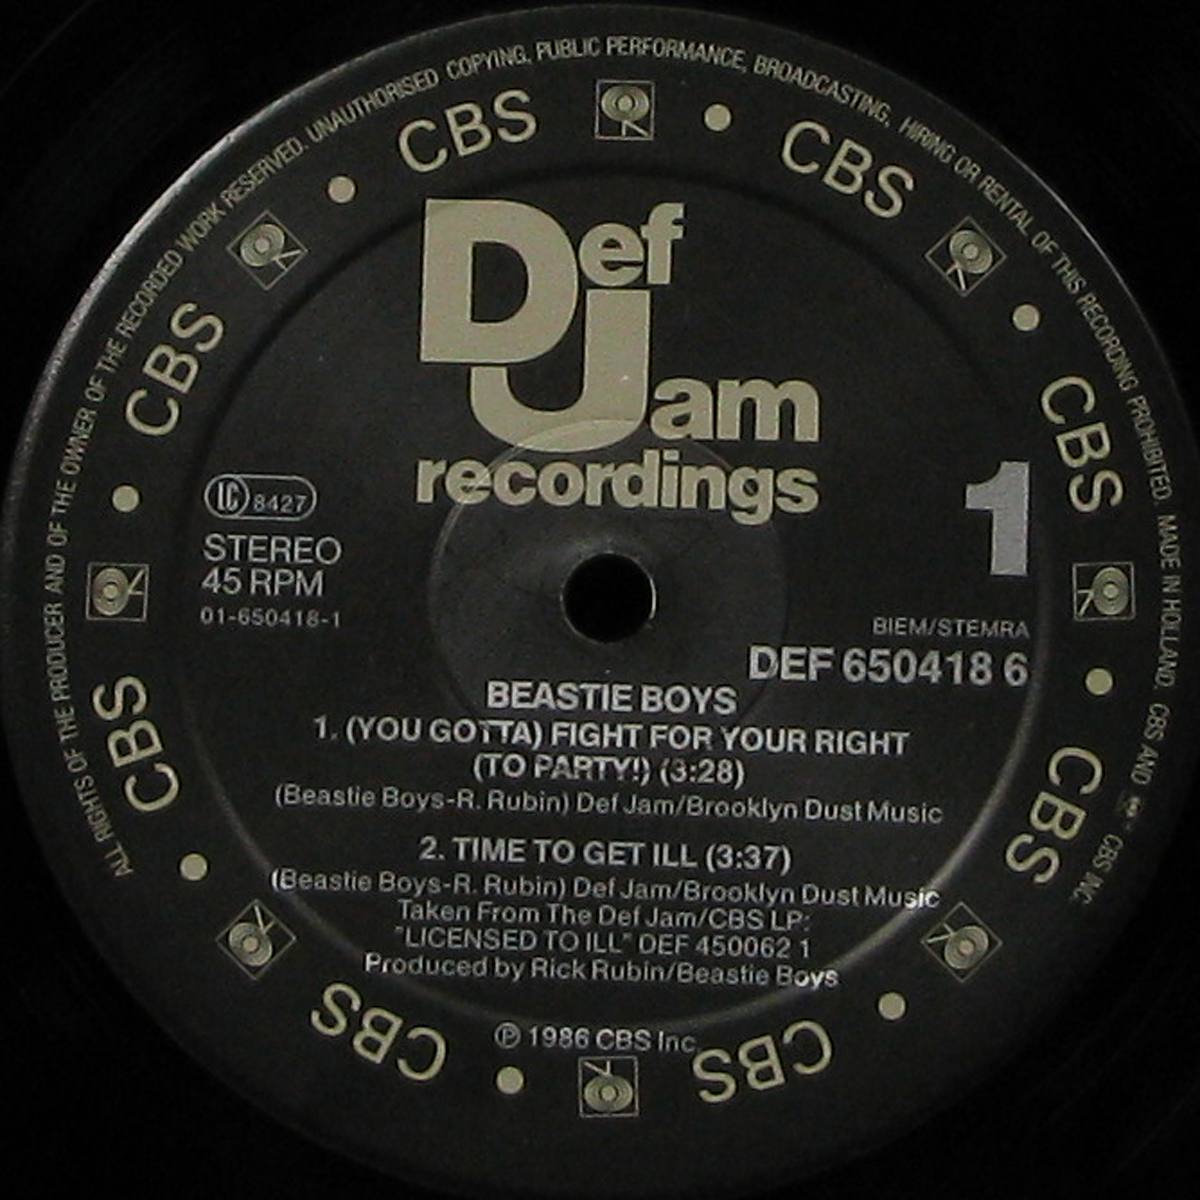 ALL RIGHTS OF THE PRODUCER AND OF THE OWNER OF THE RECORDED WORK RESERVED. UNAUTHORISED COPYING, PUBLIC PERFORMANCE, BROADCASTING, HIRING OR RENTAL OF THIS RECORDING PROHIBITED. MADE IN HOLLAND. CBS AND CBS INC.
CBS CBS CBS CBS CBS CBS CBS CBS
Def
Jam
recordings
LC 8427
STEREO
45 RPM
01-650418-1
1
BIEM/STEMRA
DEF 650418 6
BEASTIE BOYS
1. (YOU GOTTA) FIGHT FOR YOUR RIGHT
(TO PARTY!) (3:28)
(Beastie Boys-R. Rubin) Def Jam/Brooklyn Dust Music
2. TIME TO GET ILL (3:37)
(Beastie Boys-R. Rubin) Def Jam/Brooklyn Dust Music
Taken From The Def Jam/CBS LP:
"LICENSED TO ILL" DEF 450062 1
Produced by Rick Rubin/Beastie Boys
℗ 1986 CBS Inc.